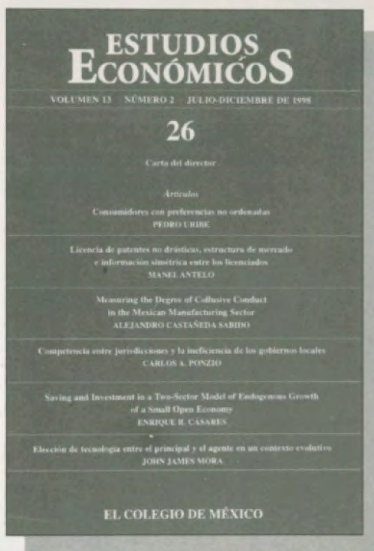 ESTUDIOS
ECONÓMICOS
VOLUMEN 13 NÚMERO 2 JULIO-DICIEMBRE DE 1998
26
Carta del director
Artículos
Consumidores con preferencias no ordenadas
PEDRO URIBE
Licencia de patentes no drásticas, estructura de mercado
e información simétrica entre los licenciados
MANEL ANTELO
Measuring the Degree of Collusive Conduct
in the Mexican Manufacturing Sector
ALEJANDRO CASTAÑEDA SABIDO
Competencia entre jurisdicciones y la ineficiencia de los gobiernos locales
CARLOS A. PONZIO
Saving and Investment in a Two-Sector Model of Endogenous Growth
of a Small Open Economy
ENRIQUE R. CASARES
Elección de tecnología entre el principal y el agente en un contexto evolutivo
JOHN JAMES MORA
EL COLEGIO DE MÉXICO